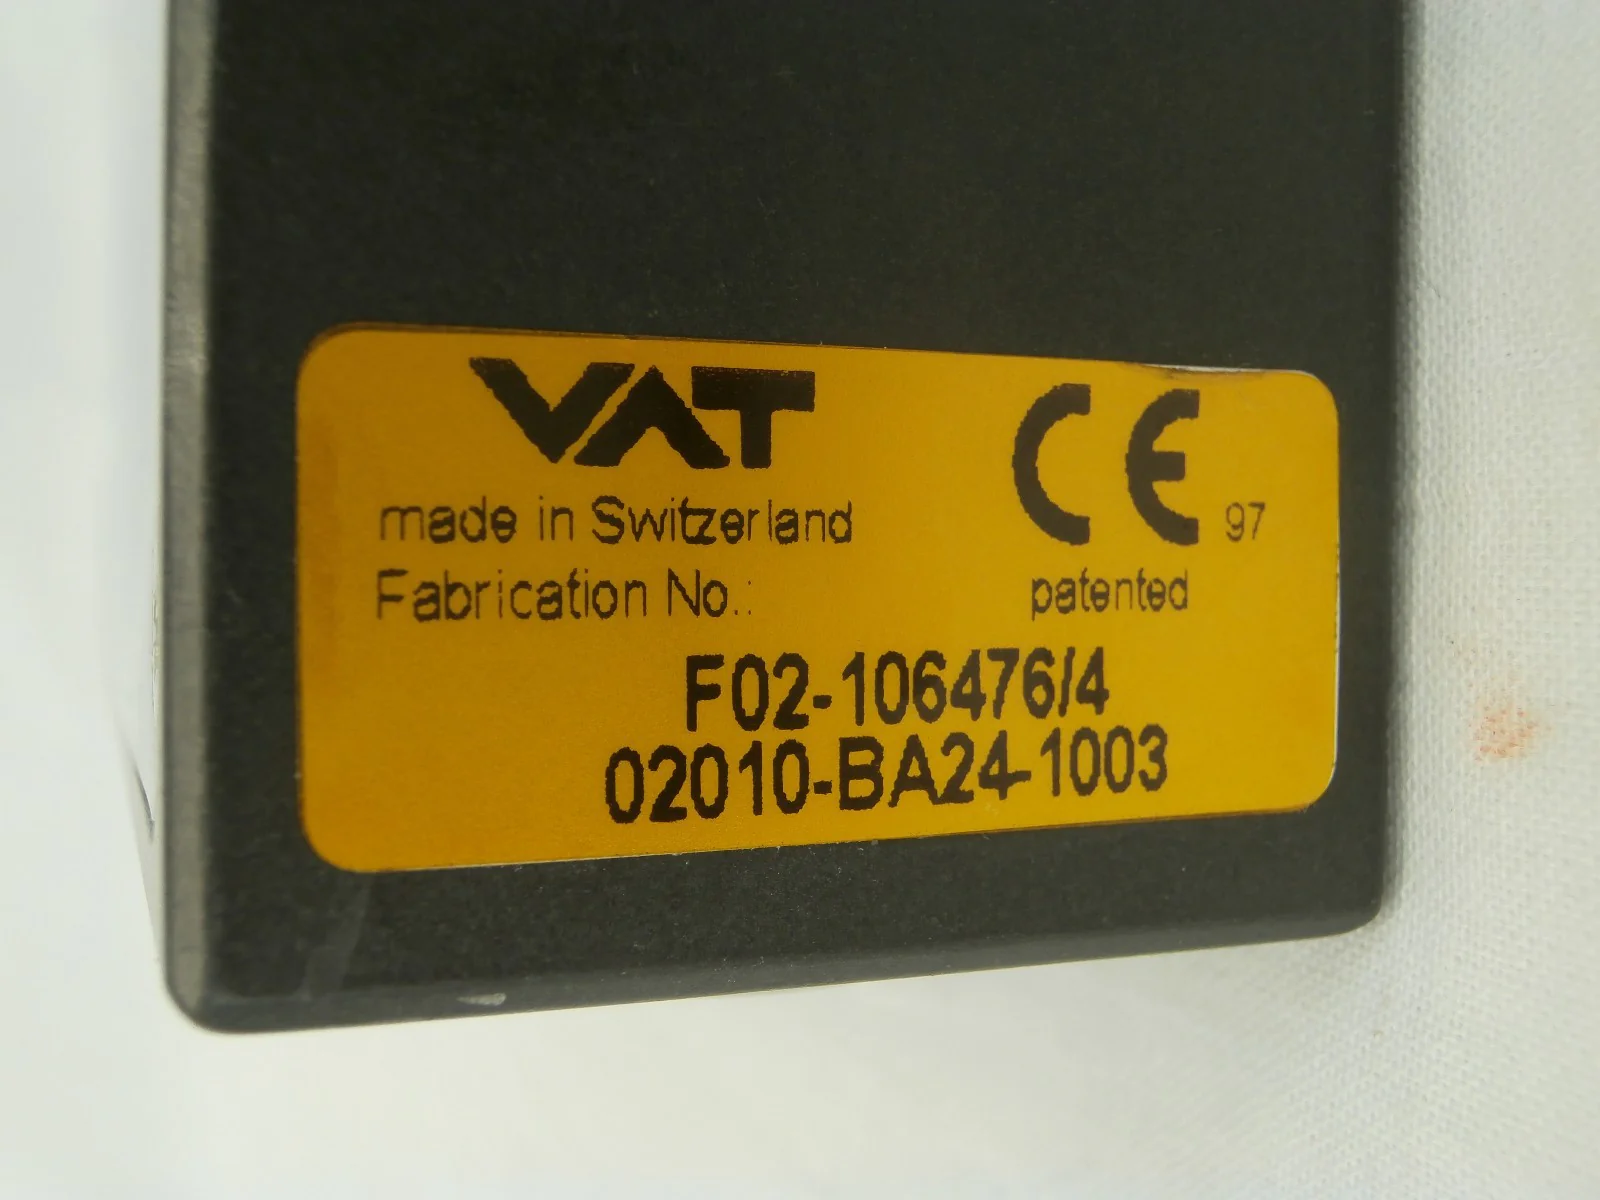 VAT
made in Switzerland
CE 97
Fabrication No.:
patented
F02-106476/4
02010-BA24-1003